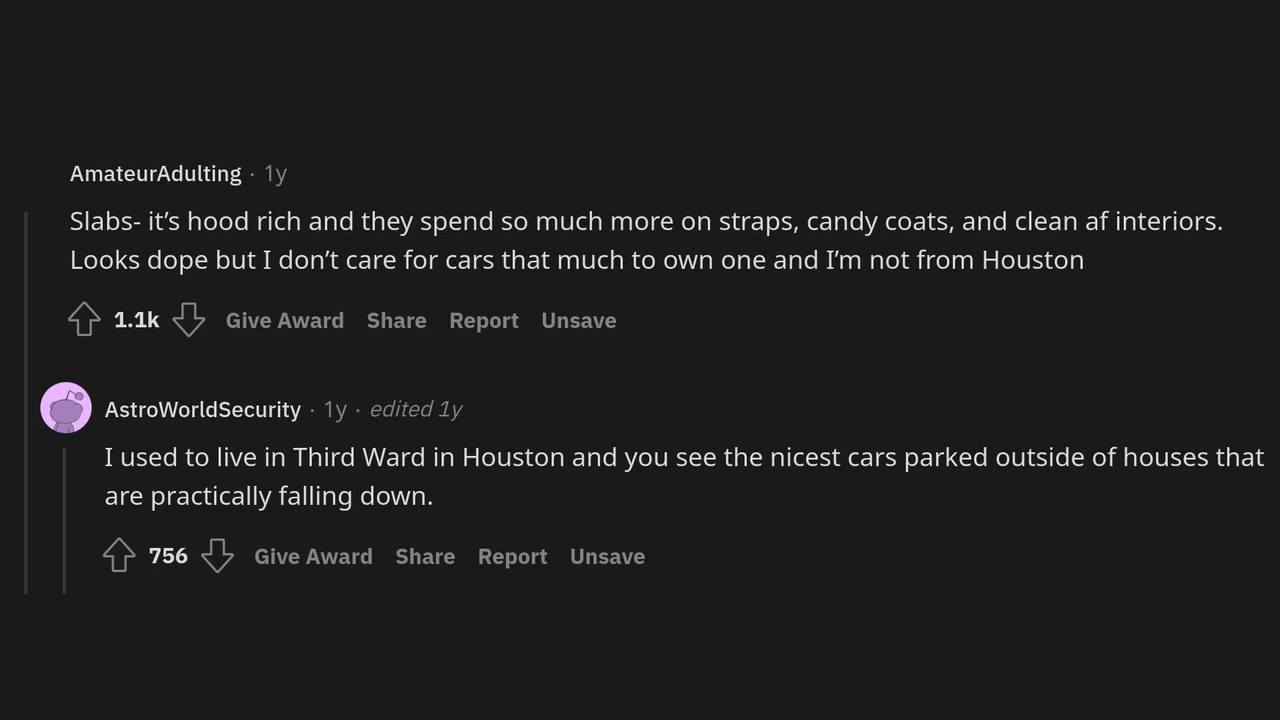 AmateurAdulting · 1y
Slabs- it’s hood rich and they spend so much more on straps, candy coats, and clean af interiors.
Looks dope but I don’t care for cars that much to own one and I’m not from Houston
1.1k Give Award Share Report Unsave
AstroWorldSecurity · 1y · edited 1y
I used to live in Third Ward in Houston and you see the nicest cars parked outside of houses that
are practically falling down.
756 Give Award Share Report Unsave